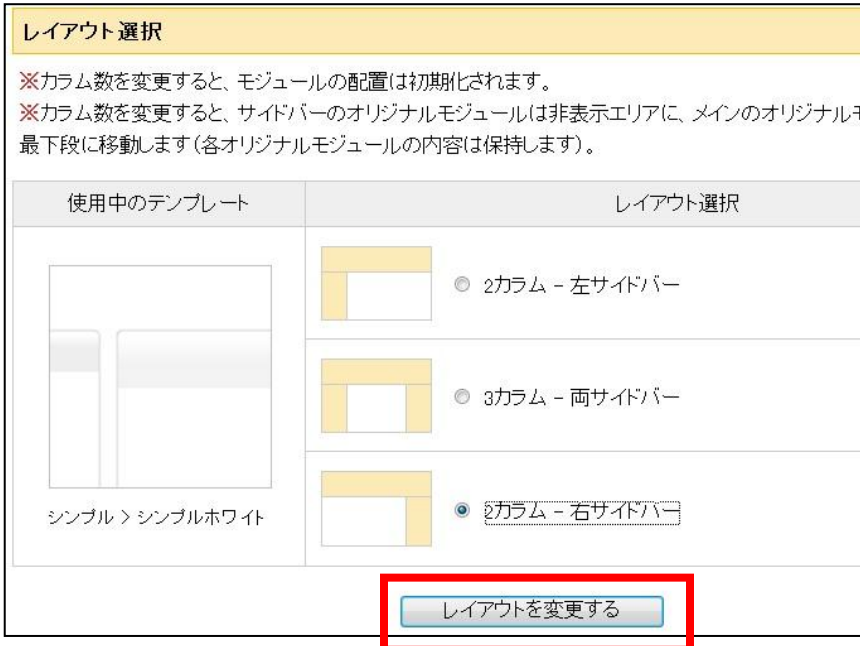 レイアウト選択
※カラム数を変更すると、モジュールの配置は初期化されます。
※カラム数を変更すると、サイドバーのオリジナルモジュールは非表示エリアに、メインのオリジナル
最下段に移動します(各オリジナルモジュールの内容は保持します)。
使用中のテンプレート
レイアウト選択
2カラム - 左サイドバー
3カラム - 両サイドバー
2カラム - 右サイドバー
シンプル > シンプルホワイト
レイアウトを変更する